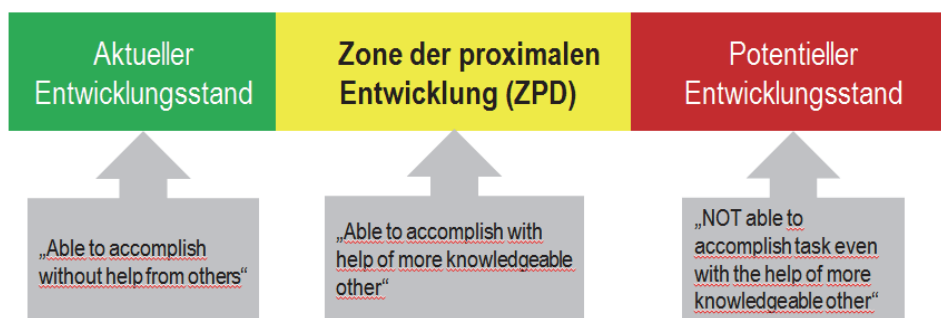 Aktueller
Entwicklungsstand
Zone der proximalen
Entwicklung (ZPD)
Potentieller
Entwicklungsstand
„Able to accomplish
without help from others“
„Able to accomplish with
help of more knowledgeable
other“
„NOT able to
accomplish task even
with the help of more
knowledgeable other“